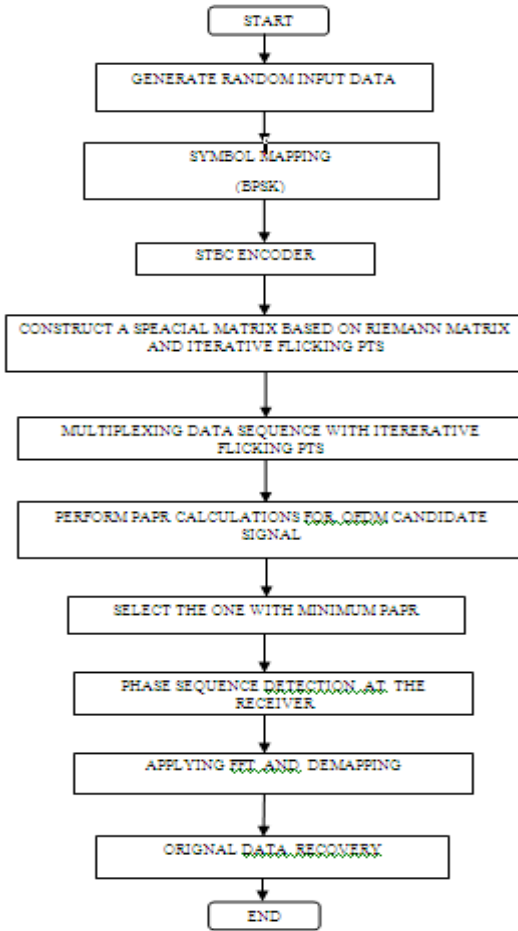 START
GENERATE RANDOM INPUT DATA
SYMBOL MAPPING
(BPSK)
STBC ENCODER
CONSTRUCT A SPEACIAL MATRIX BASED ON RIEMANN MATRIX
AND ITERATIVE FLICKING PTS
MULTIPLEXING DATA SEQUENCE WITH ITERERATIVE
FLICKING PTS
PERFORM PAPR CALCULATIONS FOR OFDM CANDIDATE
SIGNAL
SELECT THE ONE WITH MINIMUM PAPR
PHASE SEQUENCE DETECTION AT THE
RECEIVER
APPLYING FFT AND DEMAPPING
ORIGNAL DATA RECOVERY
END